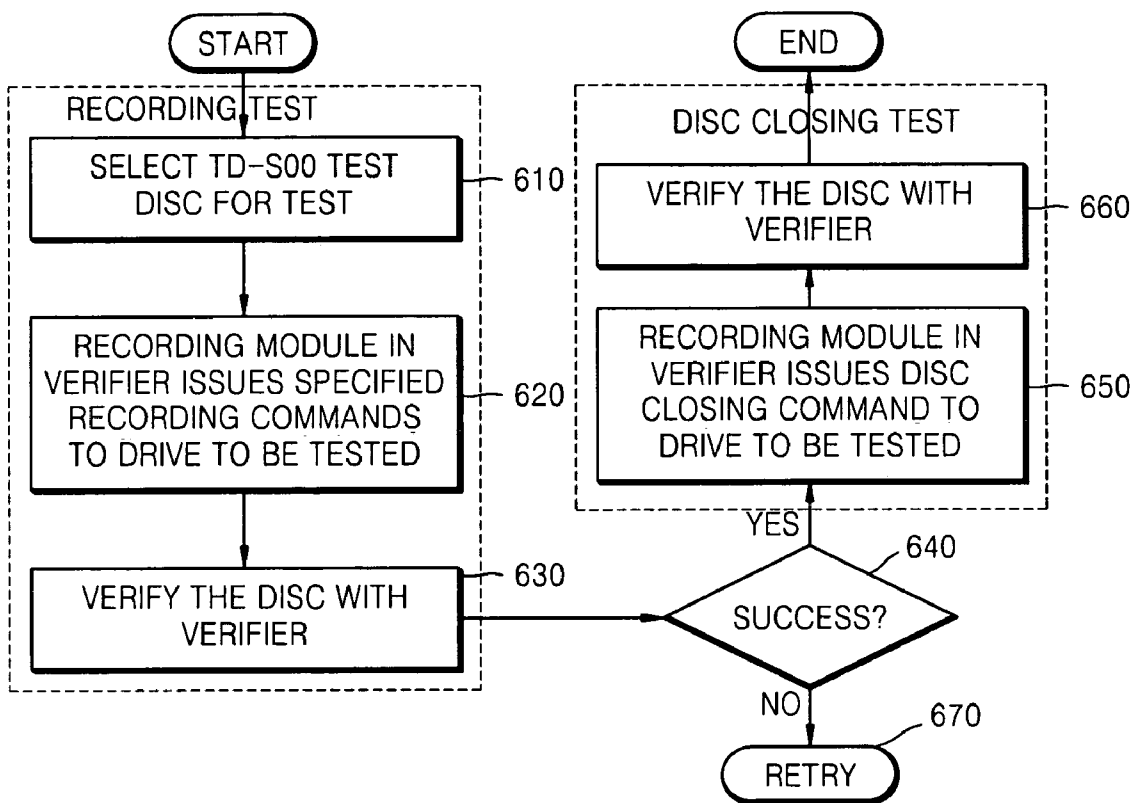 START
RECORDING TEST
SELECT TD-S00 TEST
DISC FOR TEST
610
RECORDING MODULE IN
VERIFIER ISSUES SPECIFIED
RECORDING COMMANDS
TO DRIVE TO BE TESTED
620
VERIFY THE DISC WITH
VERIFIER
630
SUCCESS?
640
NO
RETRY
670
YES
RECORDING MODULE IN
VERIFIER ISSUES DISC
CLOSING COMMAND TO
DRIVE TO BE TESTED
650
VERIFY THE DISC WITH
VERIFIER
660
DISC CLOSING TEST
END